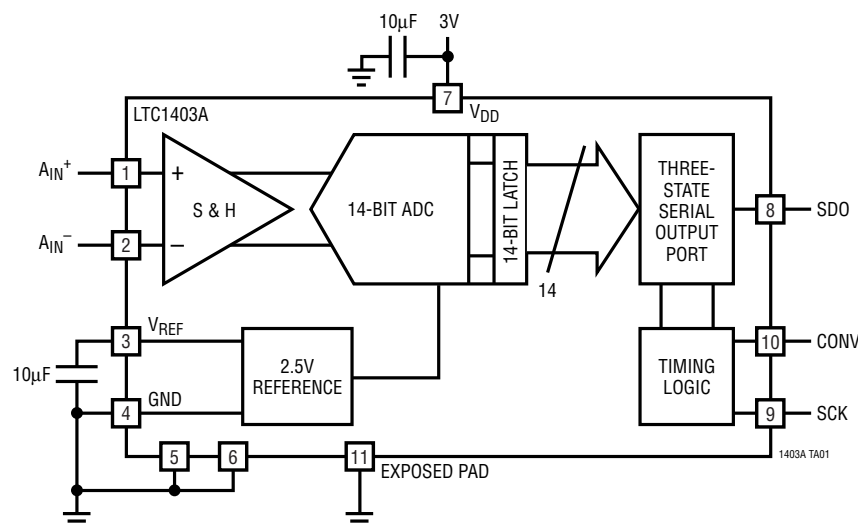 10µF
3V
7
LTC1403A
VDD
AIN+
1
+
S & H
14-BIT ADC
14-BIT LATCH
THREE-
STATE
SERIAL
OUTPUT
PORT
8
SDO
AIN–
2
–
14
3
VREF
10µF
2.5V
REFERENCE
TIMING
LOGIC
10
CONV
4
GND
9
SCK
5
6
11
EXPOSED PAD
1403A TA01